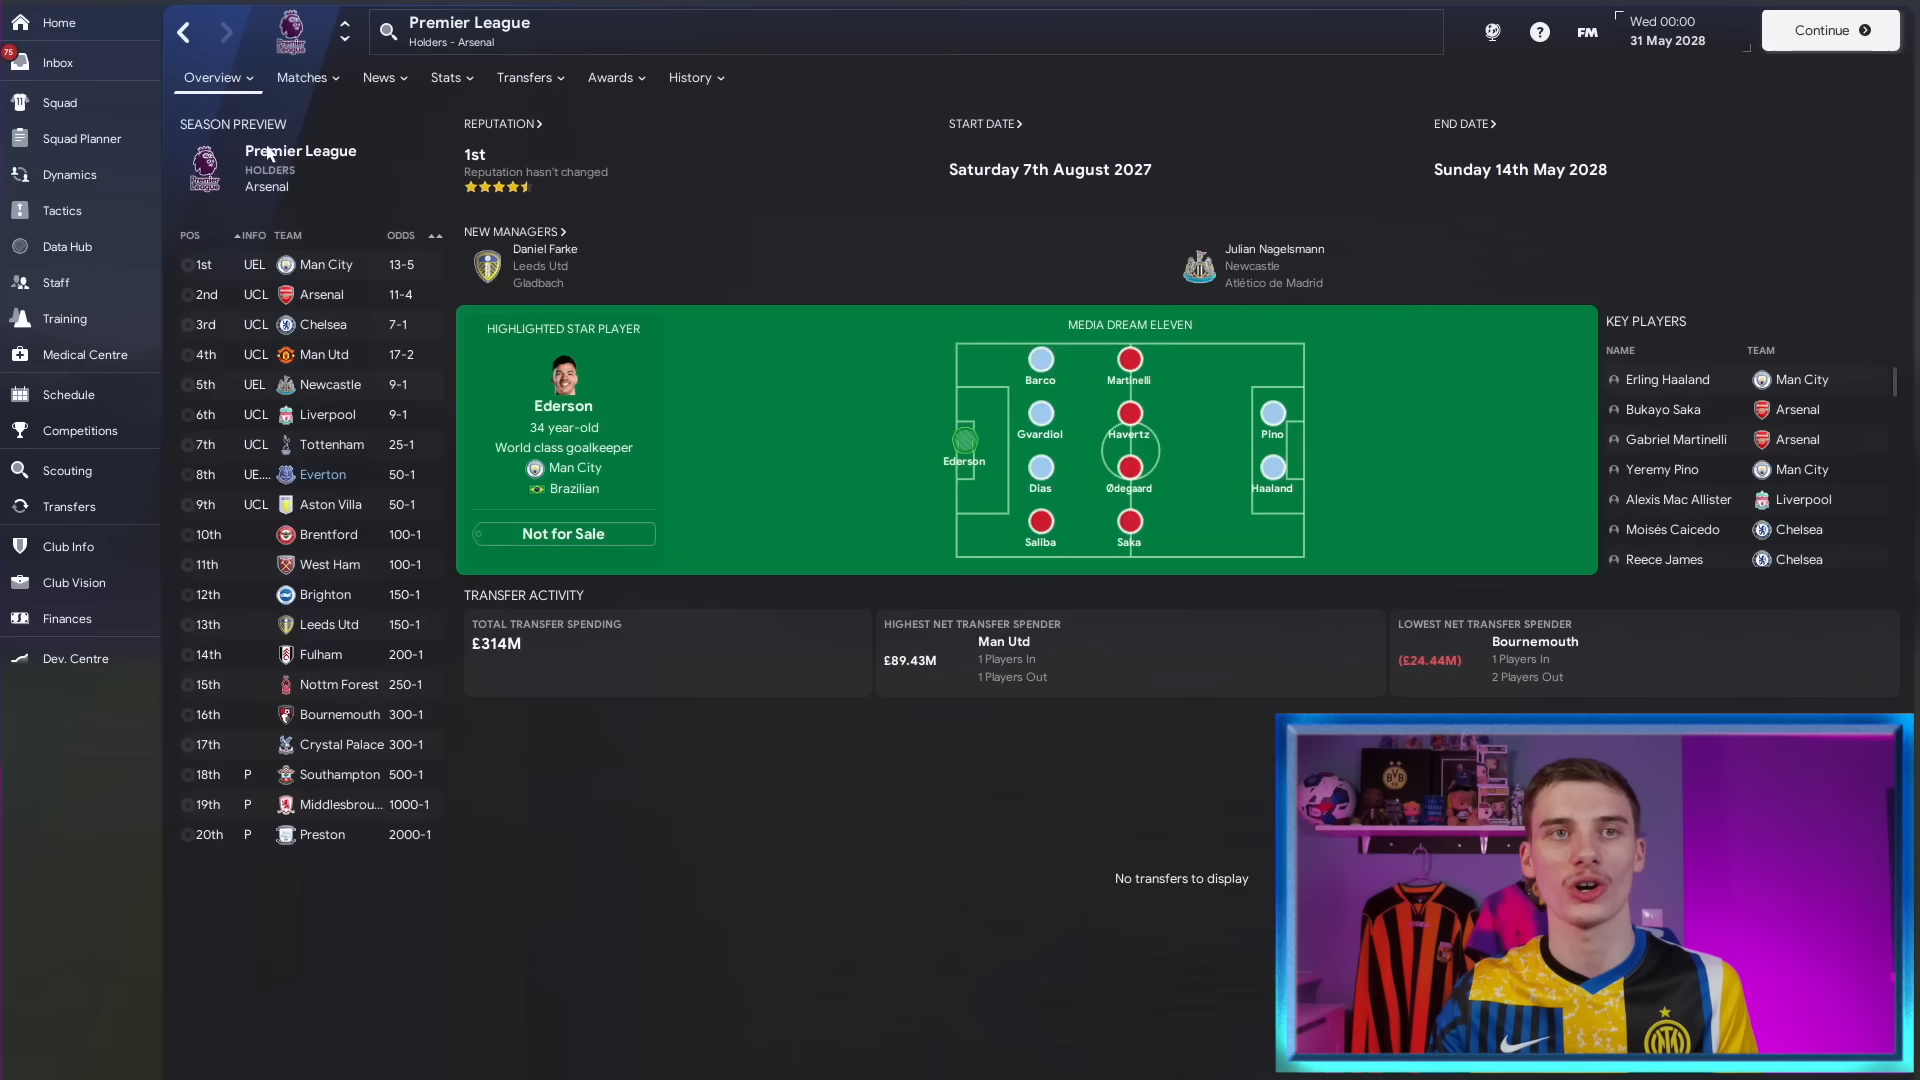 Home
75
Inbox
Squad
Squad Planner
Dynamics
Tactics
Data Hub
Staff
Training
Medical Centre
Schedule
Competitions
Scouting
Transfers
Club Info
Club Vision
Finances
Dev. Centre
Premier League
Premier League
Holders - Arsenal
FM
Wed 00:00
31 May 2028
Continue
Overview
Matches
News
Stats
Transfers
Awards
History
SEASON PREVIEW
Premier League
Premier League
HOLDERS
Arsenal
REPUTATION
1st
Reputation hasn't changed
START DATE
Saturday 7th August 2027
END DATE
Sunday 14th May 2028
POS INFO TEAM ODDS
1st UEL Man City 13-5
2nd UCL Arsenal 11-4
3rd UCL Chelsea 7-1
4th UCL Man Utd 17-2
5th UEL Newcastle 9-1
6th UCL Liverpool 9-1
7th UCL Tottenham 25-1
8th UE.... Everton 50-1
9th UCL Aston Villa 50-1
10th Brentford 100-1
11th West Ham 100-1
12th Brighton 150-1
13th Leeds Utd 150-1
14th Fulham 200-1
15th Nottm Forest 250-1
16th Bournemouth 300-1
17th Crystal Palace 300-1
18th P Southampton 500-1
19th P Middlesbrou... 1000-1
20th P Preston 2000-1
NEW MANAGERS
Daniel Farke
Leeds Utd
Gladbach
Julian Nagelsmann
Newcastle
Atlético de Madrid
HIGHLIGHTED STAR PLAYER
Ederson
34 year-old
World class goalkeeper
Man City
Brazilian
Not for Sale
MEDIA DREAM ELEVEN
Barco
Martinelli
Gvardiol
Havertz
Pino
Ederson
Dias
Ødegaard
Haaland
Saliba
Saka
KEY PLAYERS
NAME TEAM
Erling Haaland Man City
Bukayo Saka Arsenal
Gabriel Martinelli Arsenal
Yeremy Pino Man City
Alexis Mac Allister Liverpool
Moisés Caicedo Chelsea
Reece James Chelsea
TRANSFER ACTIVITY
TOTAL TRANSFER SPENDING
£314M
HIGHEST NET TRANSFER SPENDER
£89.43M
Man Utd
1 Players In
1 Players Out
LOWEST NET TRANSFER SPENDER
(£24.44M)
Bournemouth
1 Players In
2 Players Out
No transfers to display
BVB